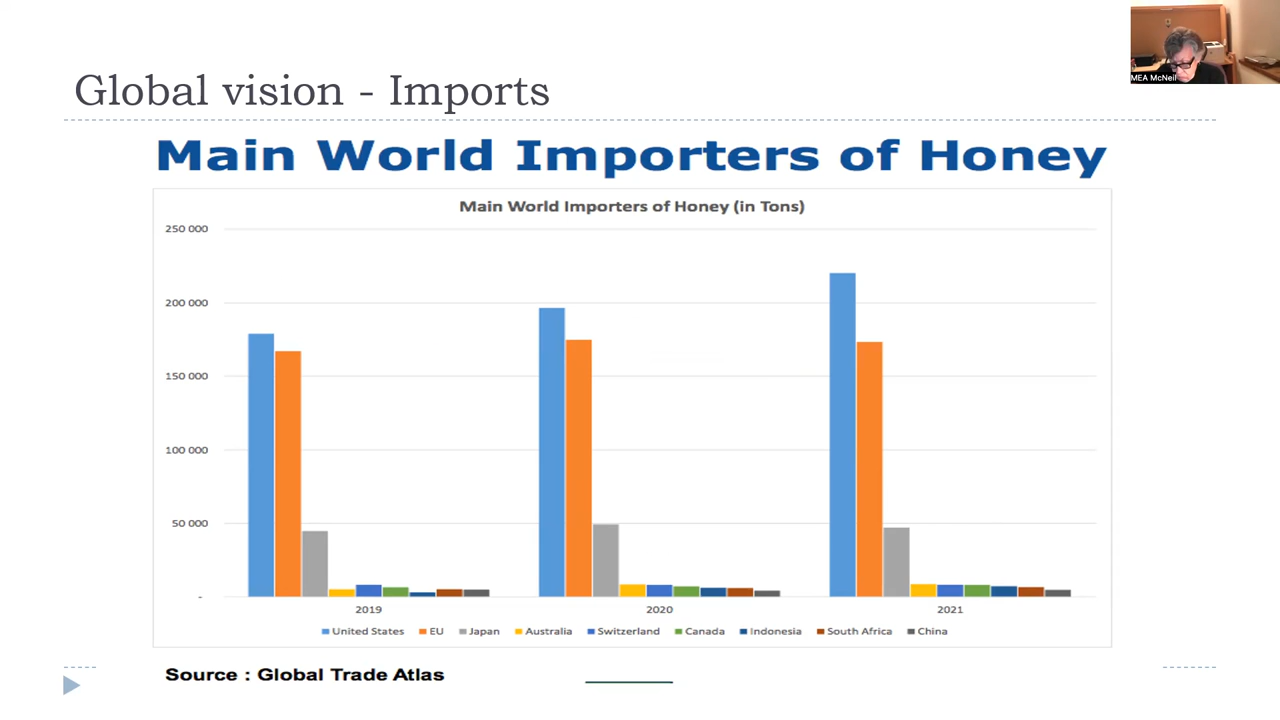 Global vision - Imports
MEA McNeil
Main World Importers of Honey
Main World Importers of Honey (in Tons)
250 000
200 000
150 000
100 000
50 000
-
2019 2020 2021
United States EU Japan Australia Switzerland Canada Indonesia South Africa China
Source : Global Trade Atlas